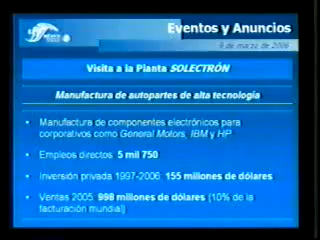 Eventos y Anuncios
9 de marzo de 2006
Visita a la Planta SOLECTRÓN
Manufactura de autopartes de alta tecnología
• Manufactura de componentes electrónicos para
corporativos como General Motors, IBM y HP.
• Empleos directos: 5 mil 750
• Inversión privada 1997-2006: 155 millones de dólares
• Ventas 2005: 998 millones de dólares (10% de la
facturación mundial)